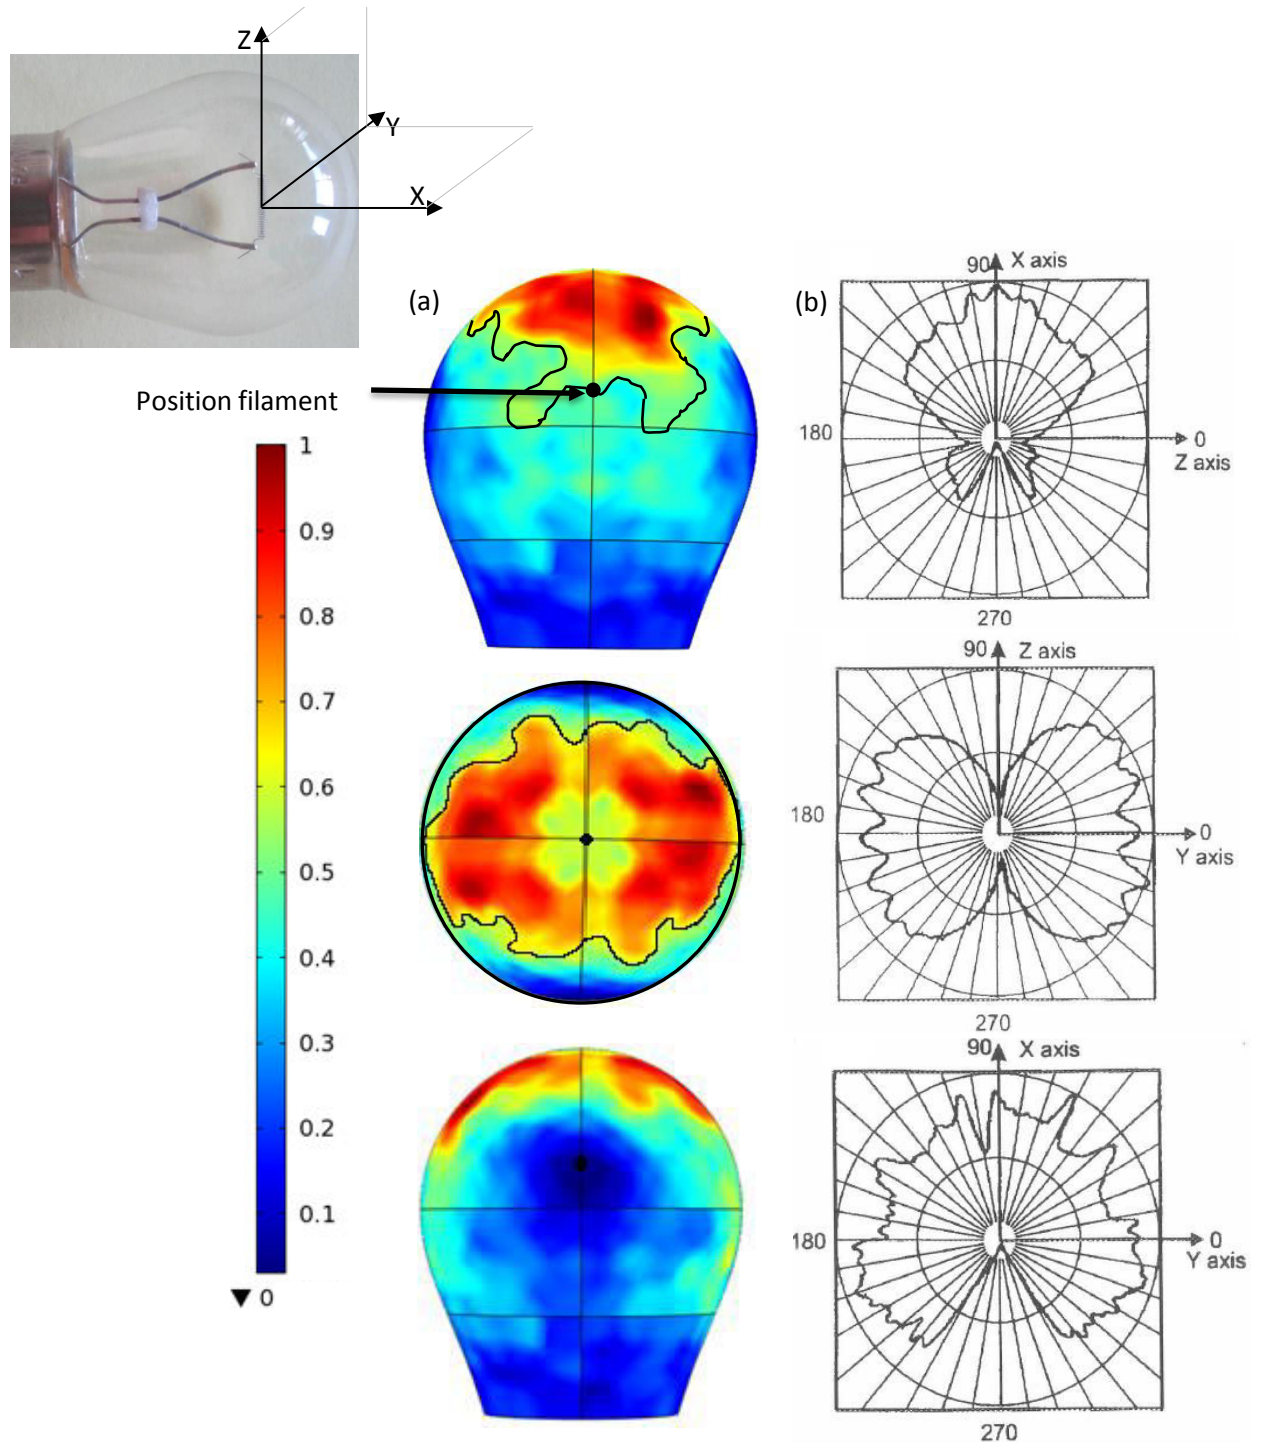 Z
Y
X
(a)
(b)
90 X axis
180
0
Z axis
270
Position filament
1
0.9
0.8
0.7
0.6
0.5
0.4
0.3
0.2
0.1
▼ 0
90 Z axis
180
0
Y axis
270
90 X axis
180
0
Y axis
270